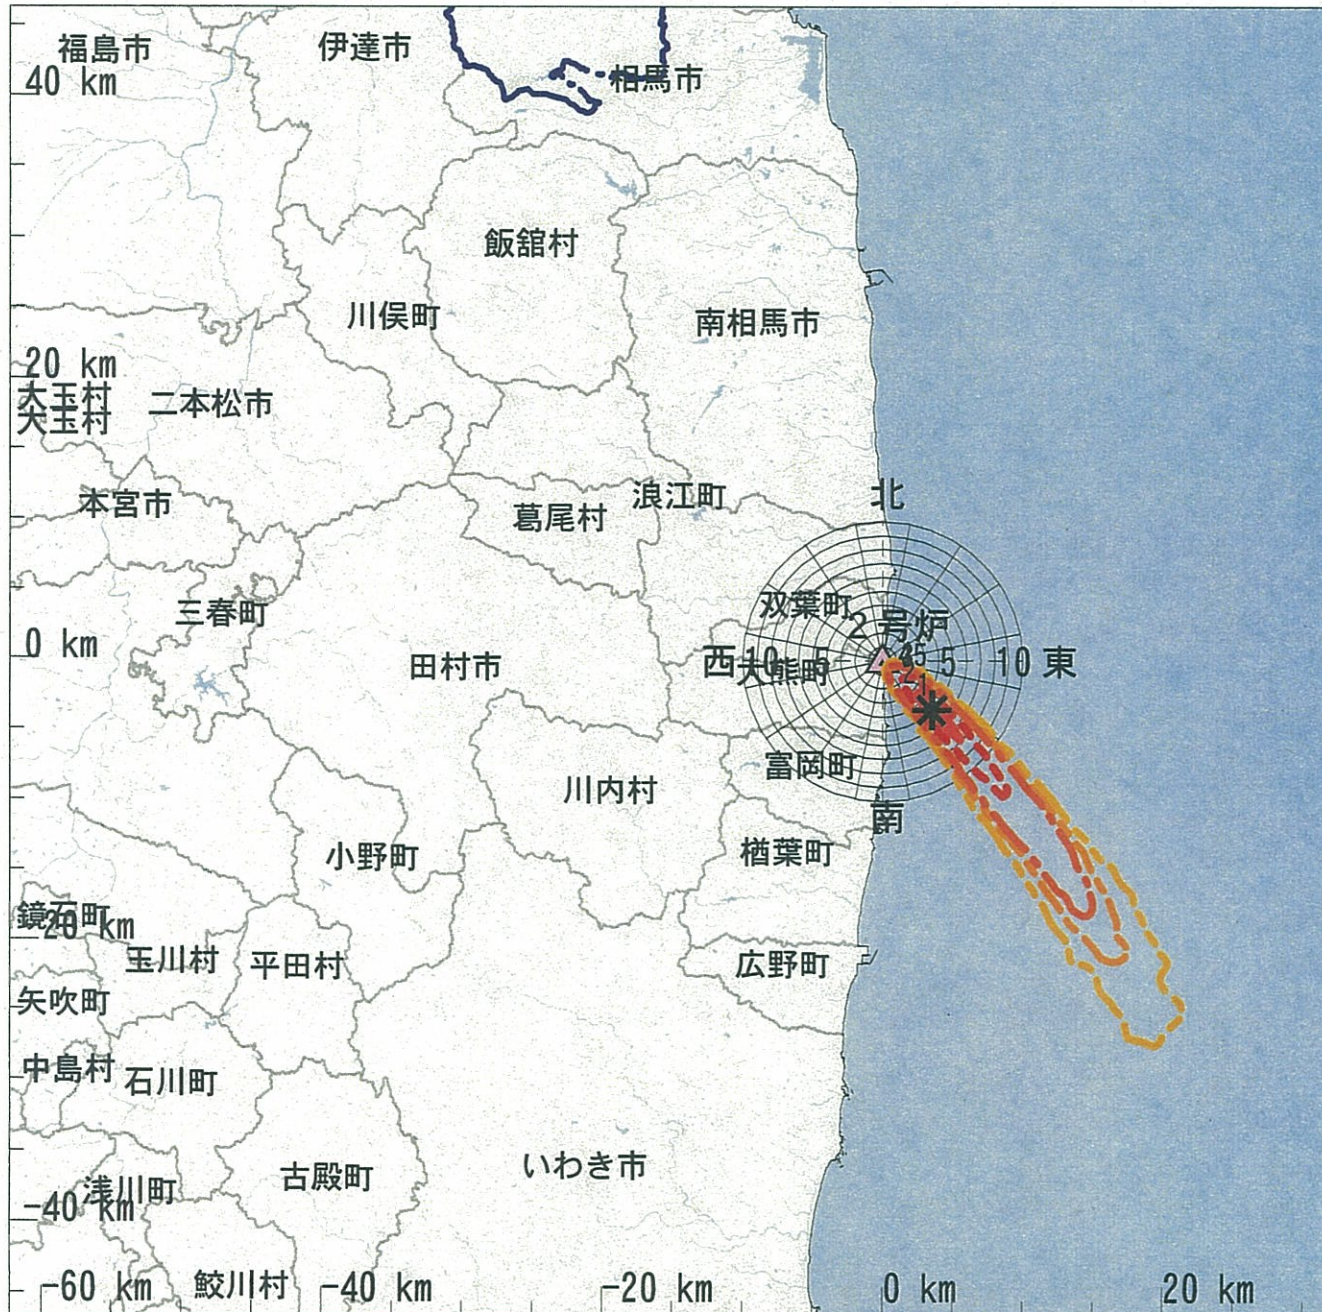 福島市
伊達市
40 km
相馬市
飯舘村
川俣町
南相馬市
20 km
大玉村
大玉村
二本松市
本宮市
葛尾村
浪江町
北
三春町
双葉町
2号炉
0 km
田村市
西
10
5
大熊町
5
10
東
川内村
富岡町
南
小野町
楢葉町
鏡石町
-20 km
玉川村
平田村
広野町
矢吹町
中島村
石川町
いわき市
古殿町
浅川町
-40 km
-60 km
鮫川村
-40 km
-20 km
0 km
20 km